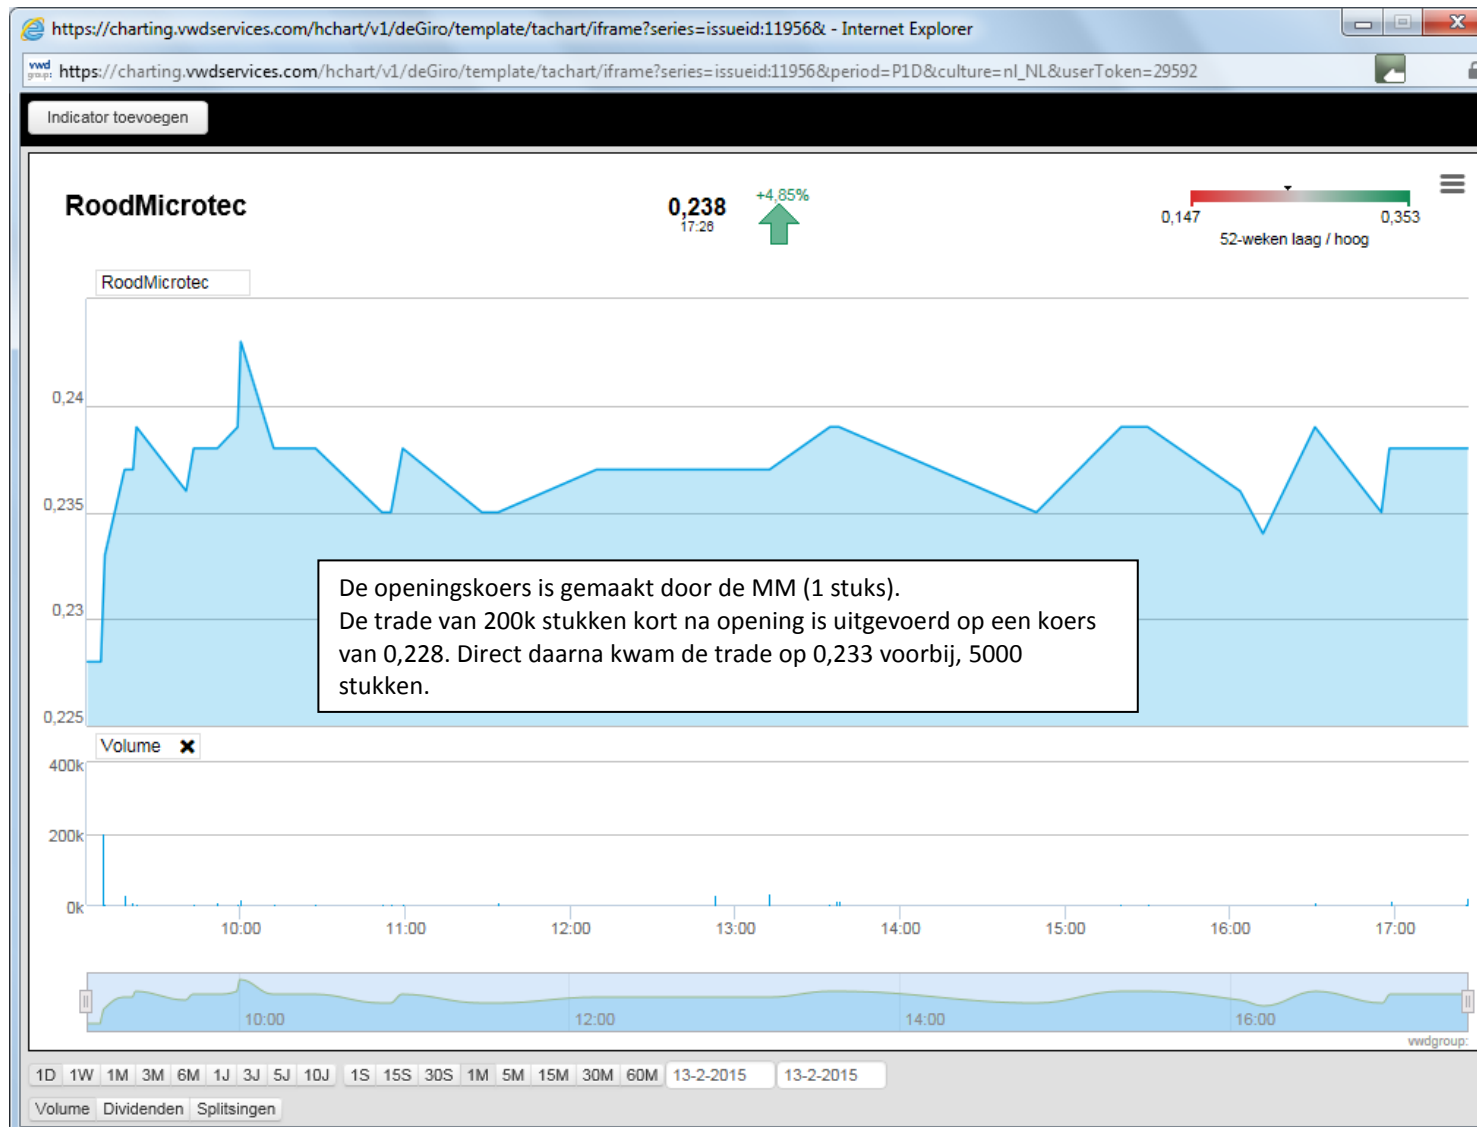 https://charting.vwdservices.com/hchart/v1/deGiro/template/tachart/iframe?series=issueid:11956& - Internet Explorer
vwd group: https://charting.vwdservices.com/hchart/v1/deGiro/template/tachart/iframe?series=issueid:11956&period=P1D&culture=nl_NL&userToken=29592
Indicator toevoegen
RoodMicrotec
0,238
17:26
+4,85%
0,147 0,353
52-weken laag / hoog
RoodMicrotec
0,24
0,235
0,23
0,225
De openingskoers is gemaakt door de MM (1 stuks).
De trade van 200k stukken kort na opening is uitgevoerd op een koers
van 0,228. Direct daarna kwam de trade op 0,233 voorbij, 5000
stukken.
Volume
400k
200k
0k
10:00 11:00 12:00 13:00 14:00 15:00 16:00 17:00
10:00 12:00 14:00 16:00
vwdgroup:
1D 1W 1M 3M 6M 1J 3J 5J 10J 1S 15S 30S 1M 5M 15M 30M 60M 13-2-2015 13-2-2015
Volume Dividenden Splitsingen